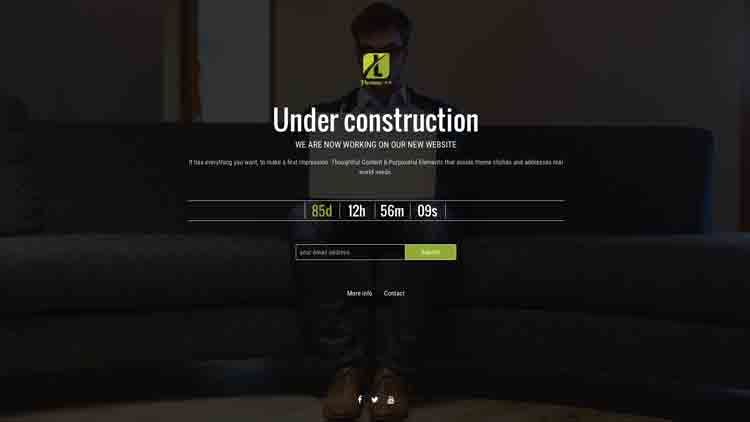 Under construction
WE ARE NOW WORKING ON OUR NEW WEBSITE
It has everything you want, to make a first impression. Thoughtful Content & Purposeful Elements that avoids theme clichés and addresses real
world needs.
85d 12h 56m 09s
your email address
Submit
More info Contact